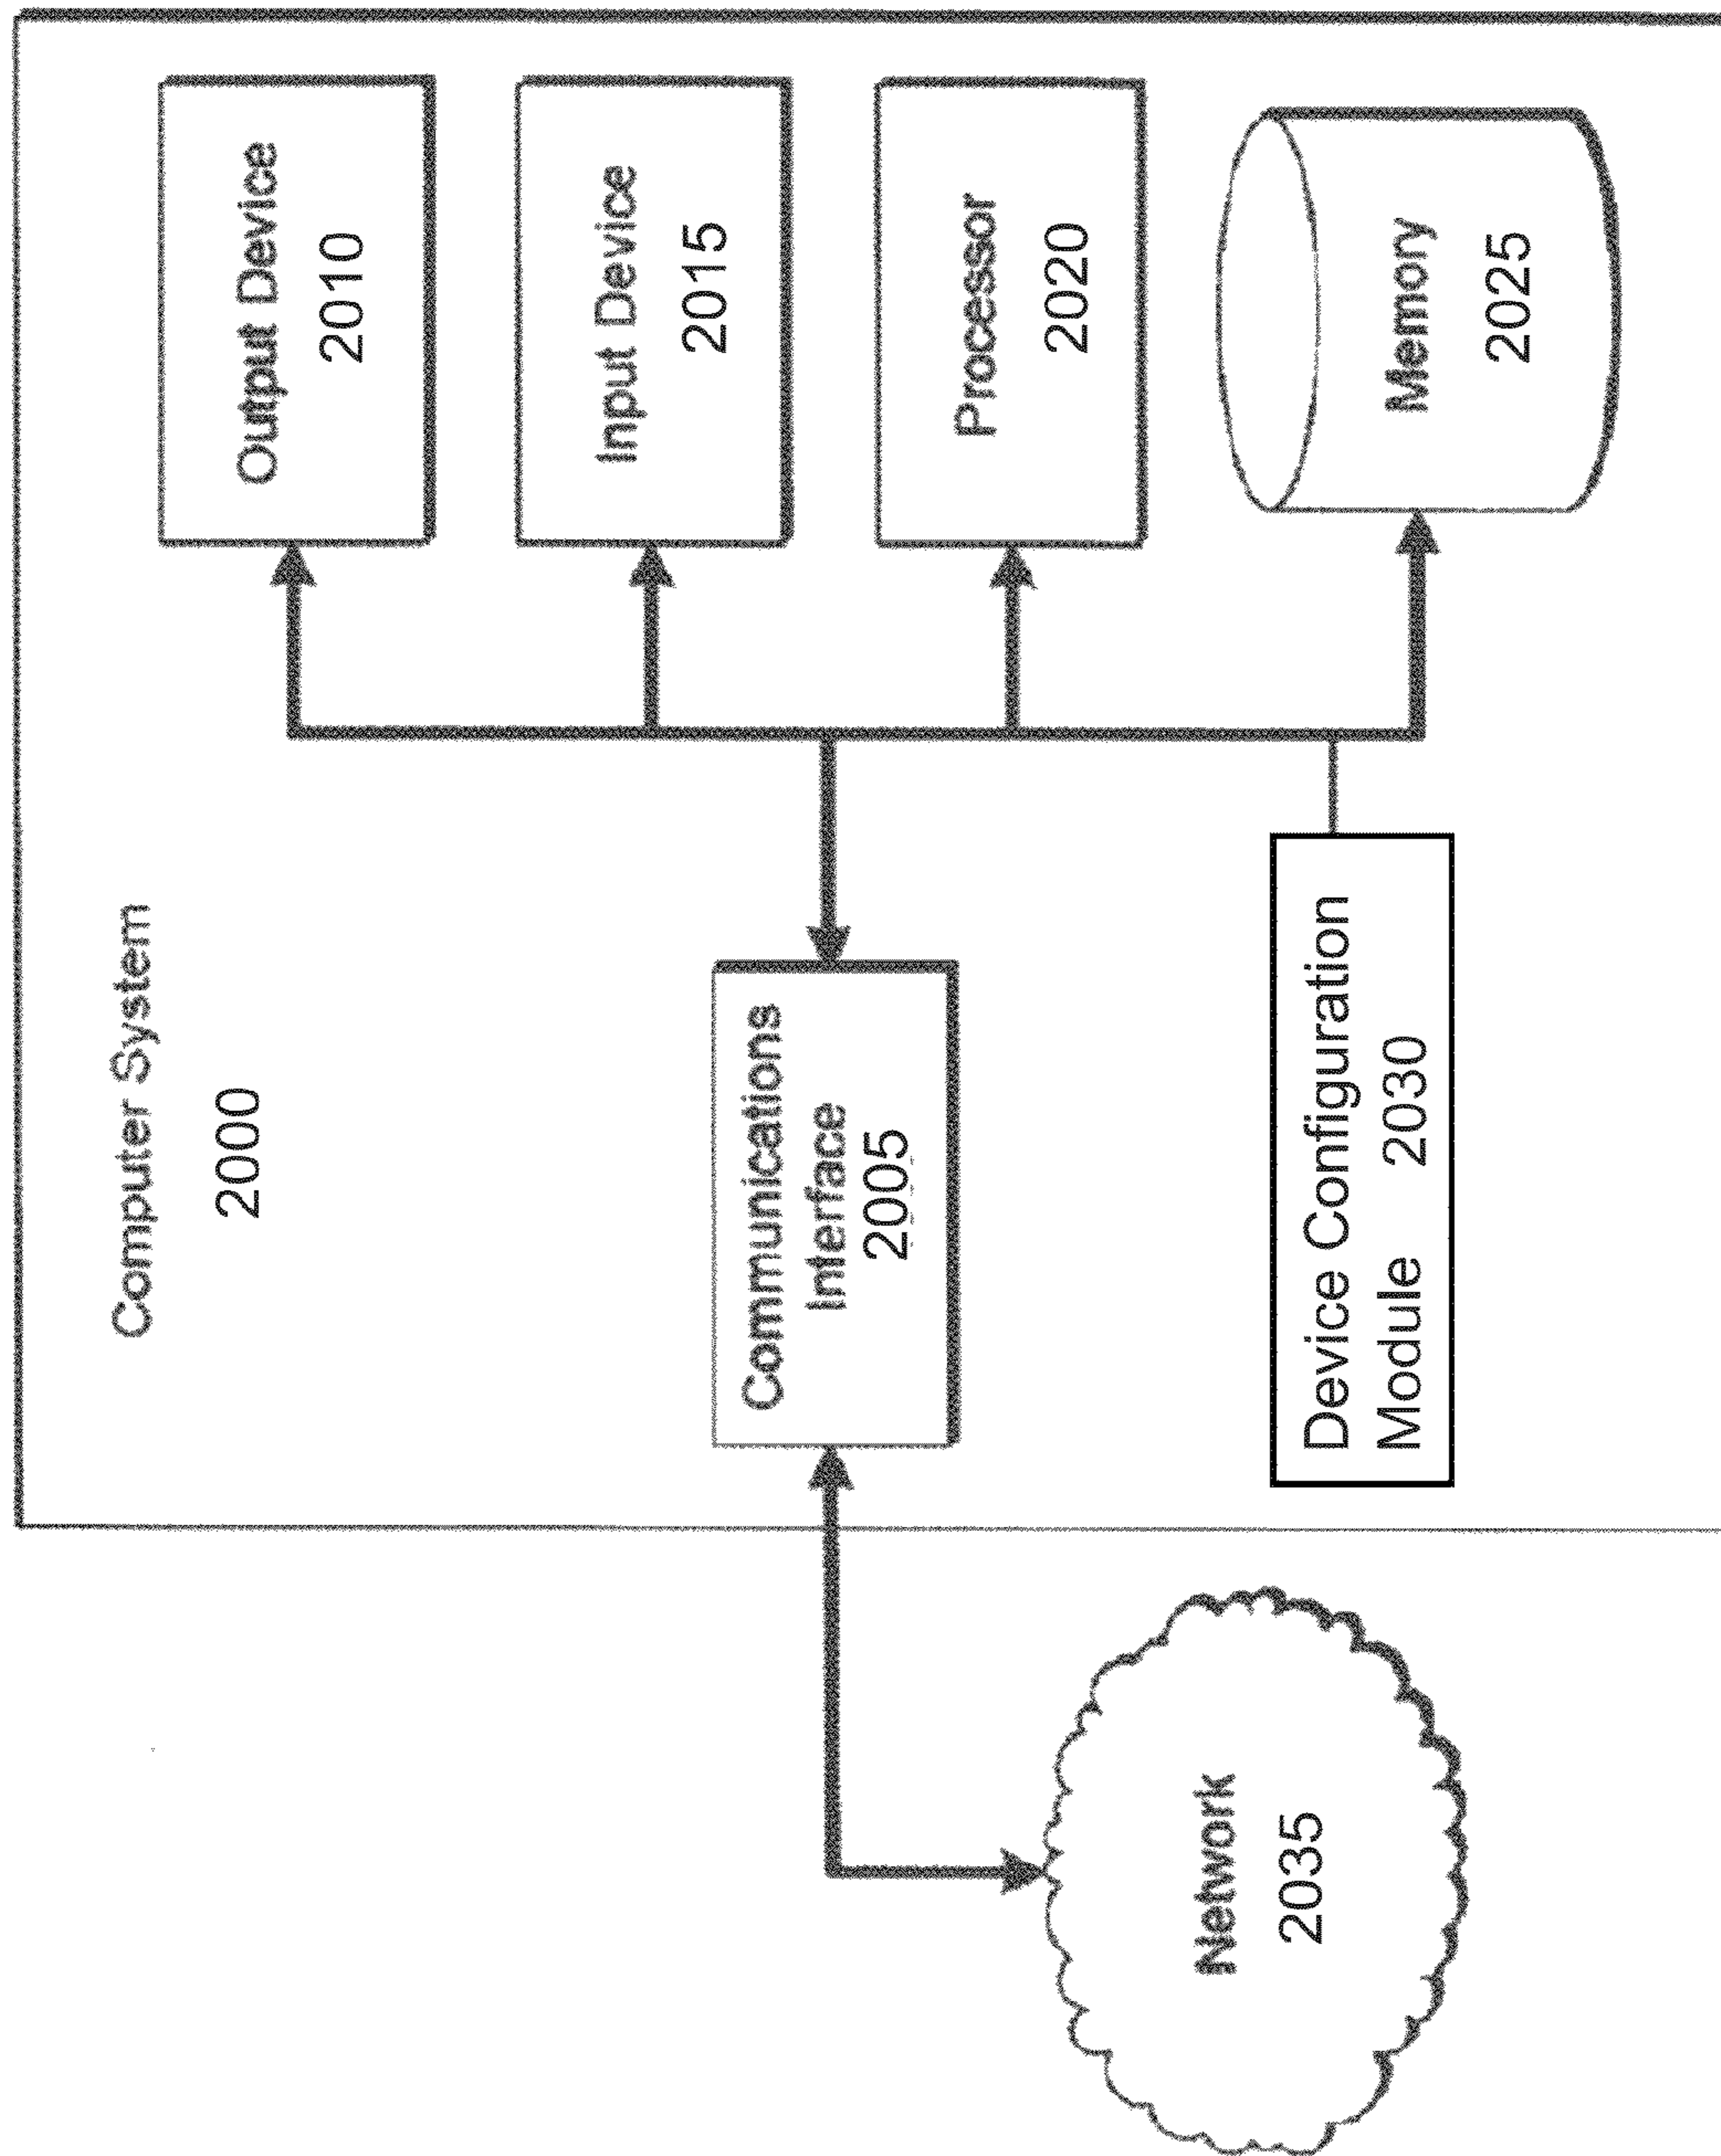 Computer System
2000
Output Device
2010
Input Device
2015
Communications
Interface
2005
Processor
2020
Device Configuration
Module 2030
Memory
2025
Network
2035